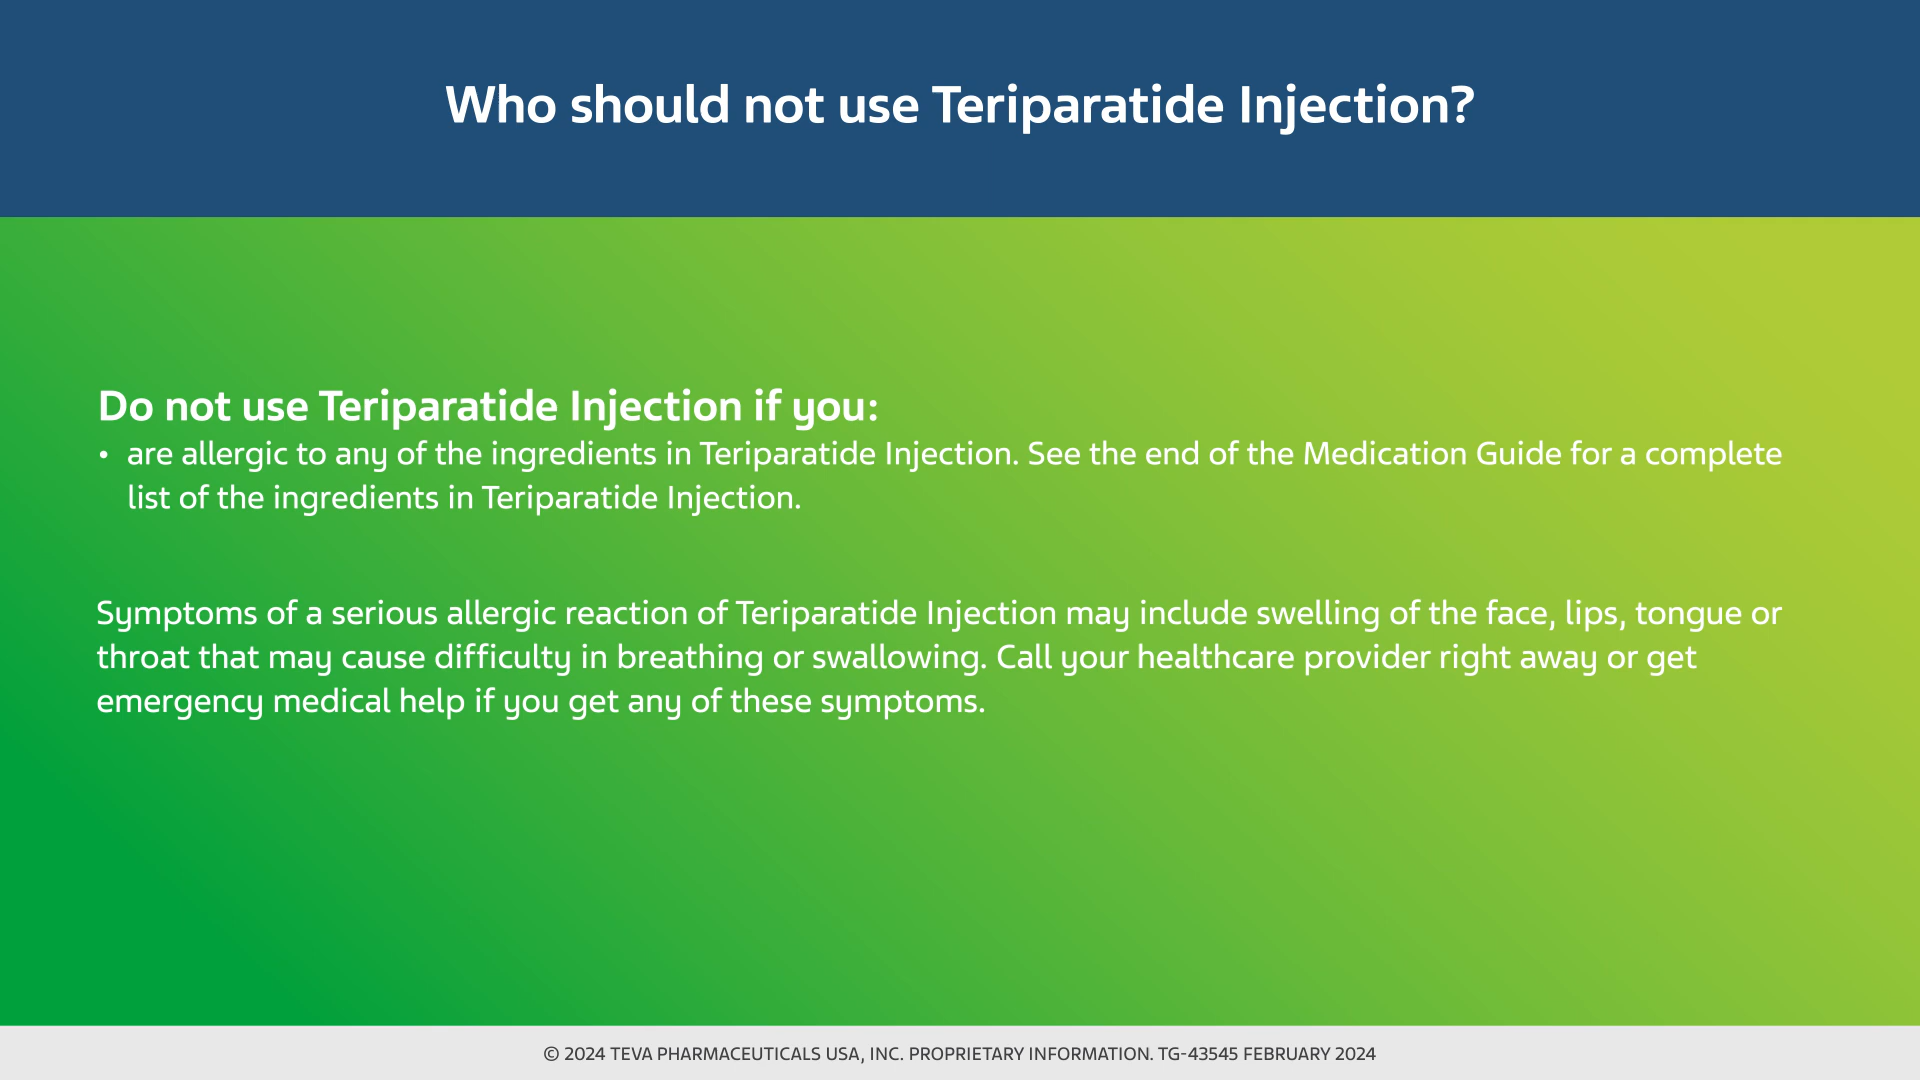 Who should not use Teriparatide Injection?
Do not use Teriparatide Injection if you:
• are allergic to any of the ingredients in Teriparatide Injection. See the end of the Medication Guide for a complete
list of the ingredients in Teriparatide Injection.
Symptoms of a serious allergic reaction of Teriparatide Injection may include swelling of the face, lips, tongue or
throat that may cause difficulty in breathing or swallowing. Call your healthcare provider right away or get
emergency medical help if you get any of these symptoms.
© 2024 TEVA PHARMACEUTICALS USA, INC. PROPRIETARY INFORMATION. TG-43545 FEBRUARY 2024